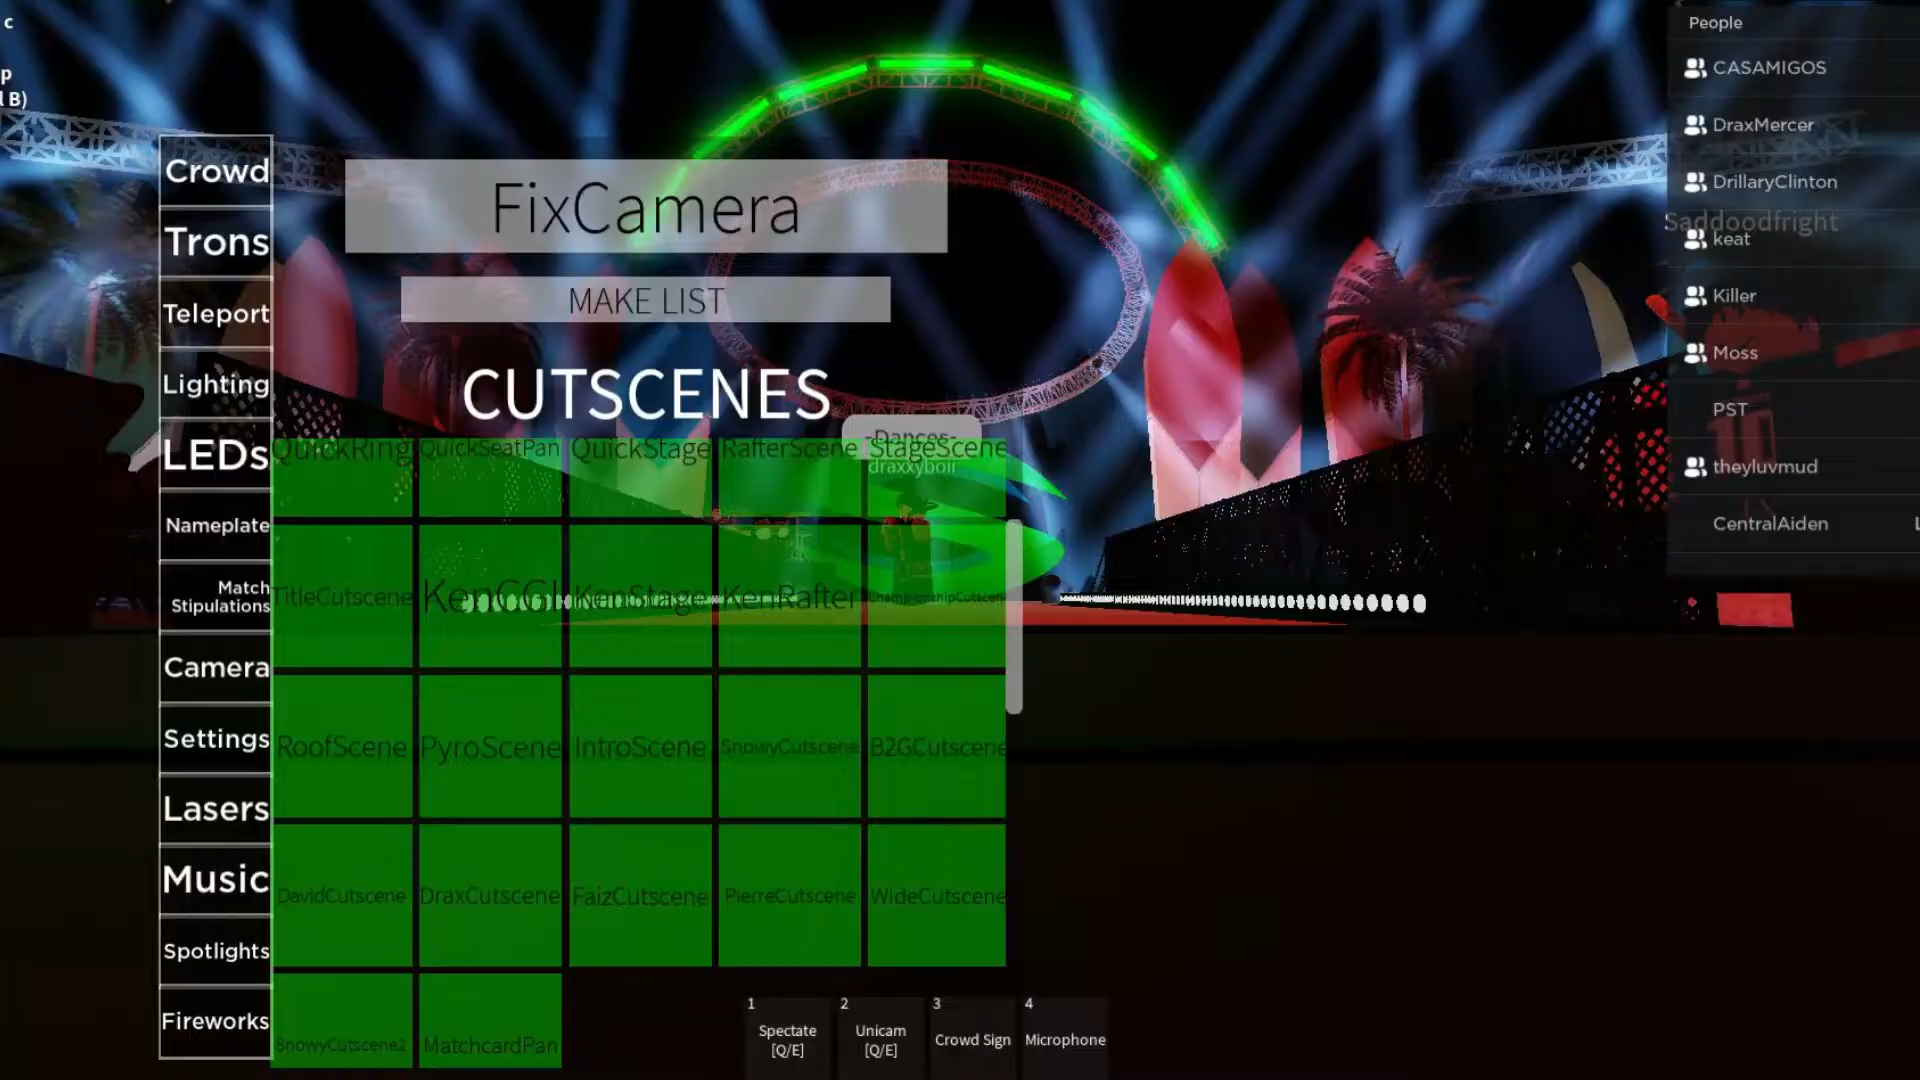 c
p
l B)
Crowd
Trons
Teleport
Lighting
LEDs
Nameplate
Match
Stipulations
Camera
Settings
Lasers
Music
Spotlights
Fireworks
FixCamera
MAKE LIST
CUTSCENES
-Dances-
draxxyboii
QuickRing
QuickSeatPan
QuickStage
RafterScene
StageScene
TitleCutscene
KenCGI
KenStage
KenRafter
ChampionshipCutscene
RoofScene
PyroScene
IntroScene
SnowyCutscene
B2GCutscene
DavidCutscene
DraxCutscene
FaizCutscene
PierreCutscene
WideCutscene
SnowyCutscene2
MatchcardPan
1
Spectate
[Q/E]
2
Unicam
[Q/E]
3
Crowd Sign
4
Microphone
People
CASAMIGOS
DraxMercer
DrillaryClinton
Saddoodfright
keat
Killer
Moss
PST
theyluvmud
CentralAiden
L